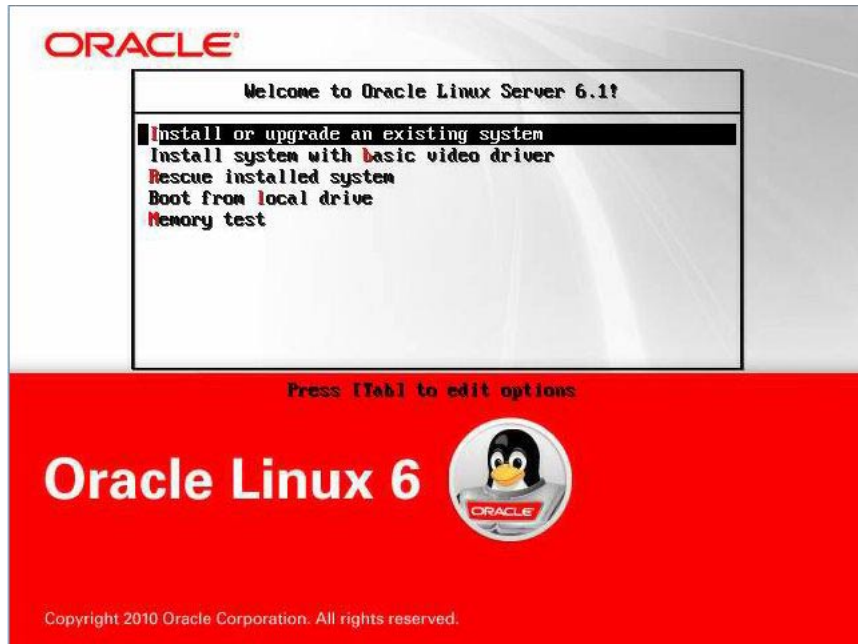 ORACLE
Welcome to Oracle Linux Server 6.1!
Install or upgrade an existing system
Install system with basic video driver
Rescue installed system
Boot from local drive
Memory test
Press [Tab] to edit options
Oracle Linux 6
ORACLE
Copyright 2010 Oracle Corporation. All rights reserved.